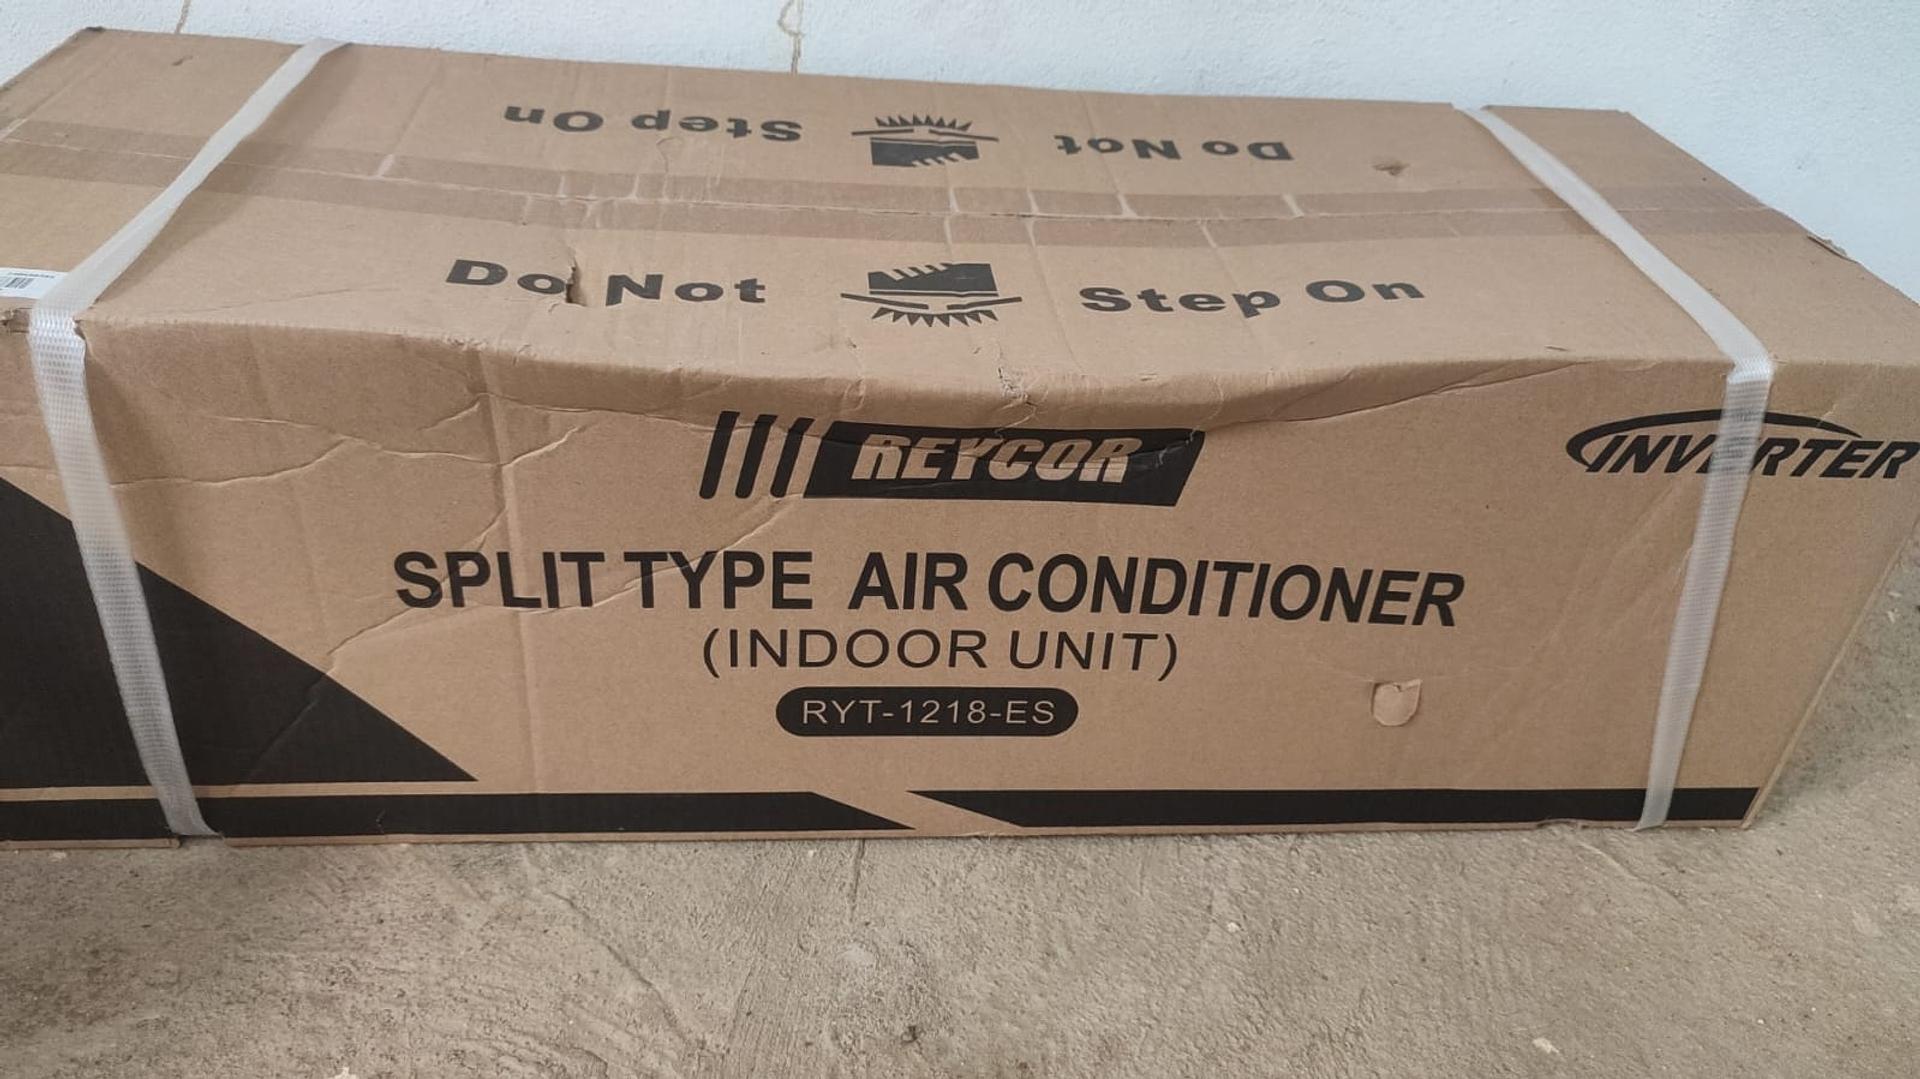 Do Not Step On
Do Not Step On
REYCOR
INVERTER
SPLIT TYPE AIR CONDITIONER
(INDOOR UNIT)
RYT-1218-ES